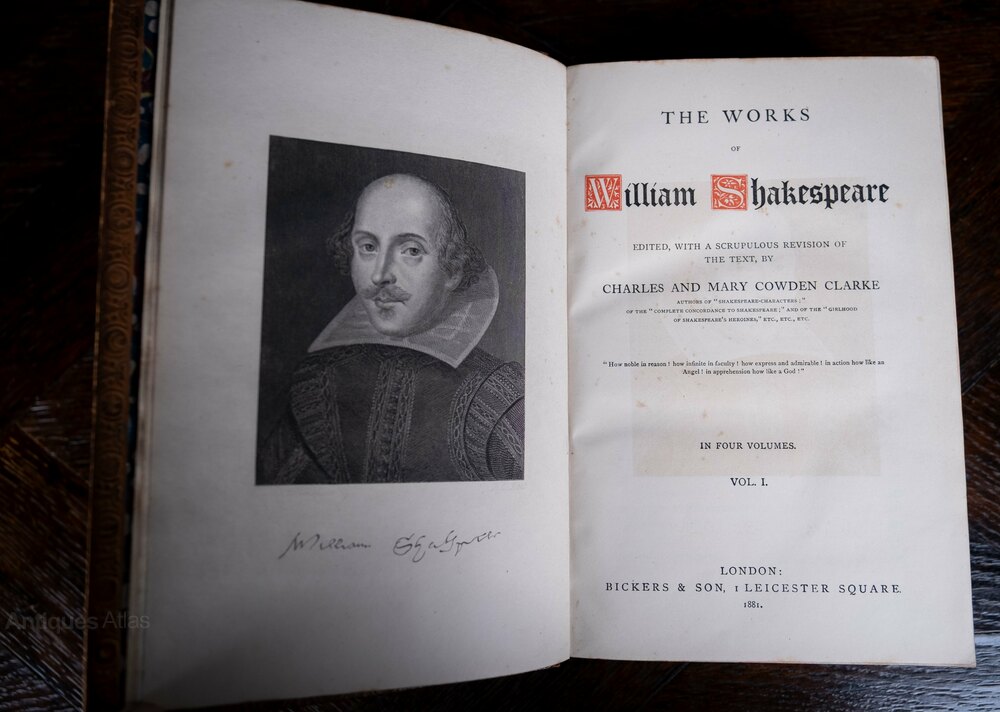 William Shakspere
THE WORKS
OF
William Shakespeare
EDITED, WITH A SCRUPULOUS REVISION OF
THE TEXT, BY
CHARLES AND MARY COWDEN CLARKE
AUTHORS OF "SHAKESPEARE-CHARACTERS;"
OF THE "COMPLETE CONCORDANCE TO SHAKESPEARE;" AND OF THE "GIRLHOOD
OF SHAKESPEARE'S HEROINES," ETC., ETC., ETC.
"How noble in reason! how infinite in faculty! how express and admirable! in action how like an
Angel! in apprehension how like a God!"
IN FOUR VOLUMES.
VOL. I.
LONDON:
BICKERS & SON, 1 LEICESTER SQUARE.
1881.
Antiques Atlas